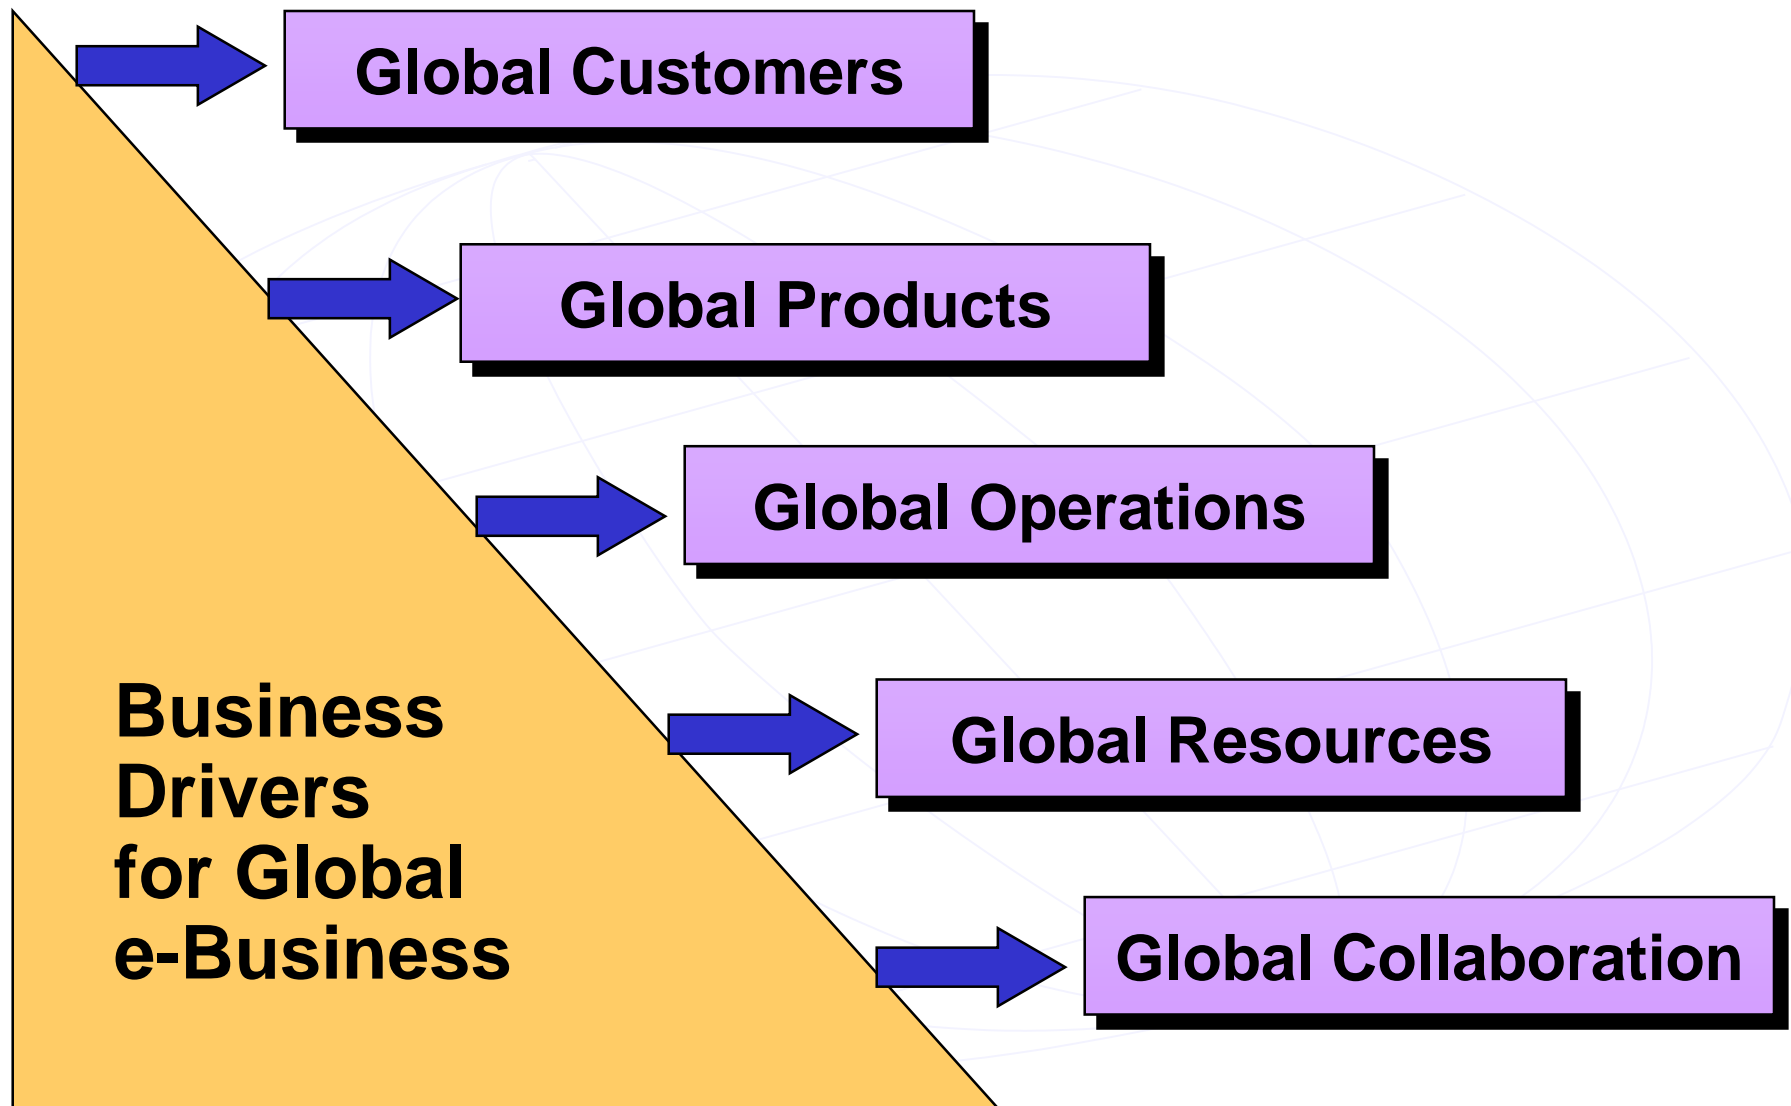 Global Customers
Global Products
Global Operations
Global Resources
Global Collaboration
Business
Drivers
for Global
e-Business